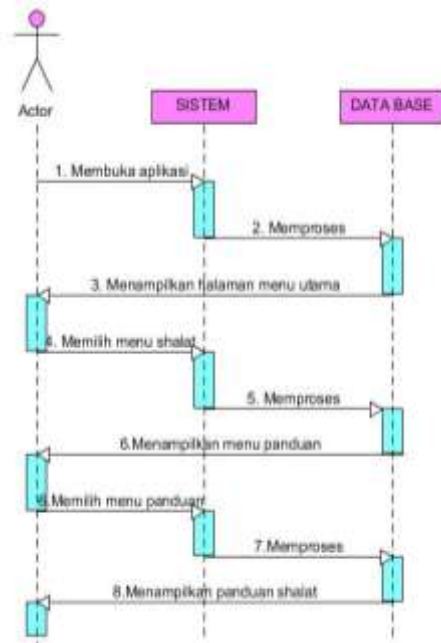 Actor
SISTEM
DATA BASE
1. Membuka aplikasi
2. Memproses
3. Menampilkan halaman menu utama
4. Memilih menu shalat
5. Memproses
6.Menampilkan menu panduan
6.Memilih menu panduan
7.Memproses
8.Menampilkan panduan shalat